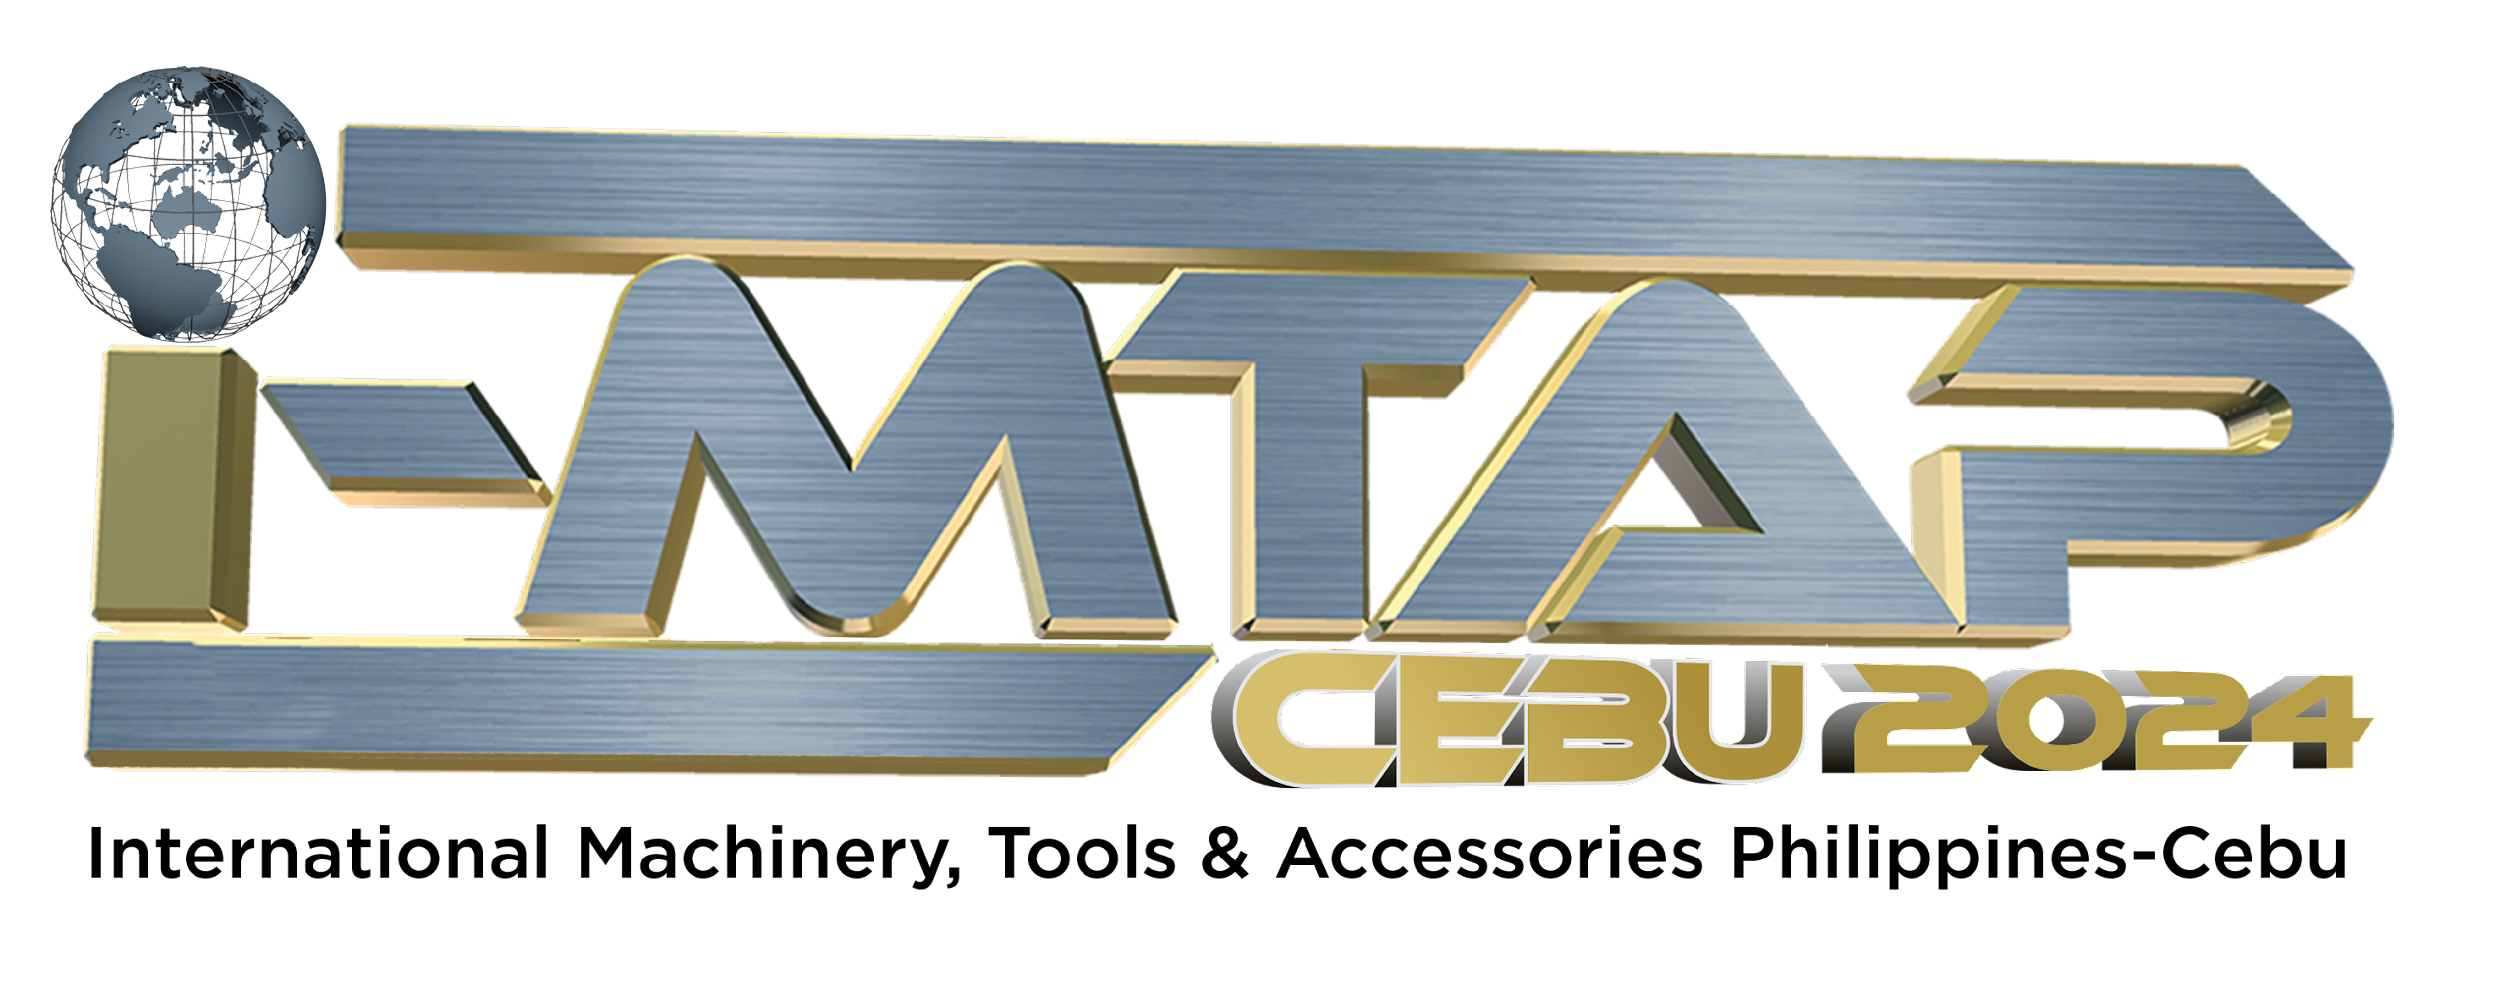 i-MTAP
CEBU 2024
International Machinery, Tools & Accessories Philippines-Cebu